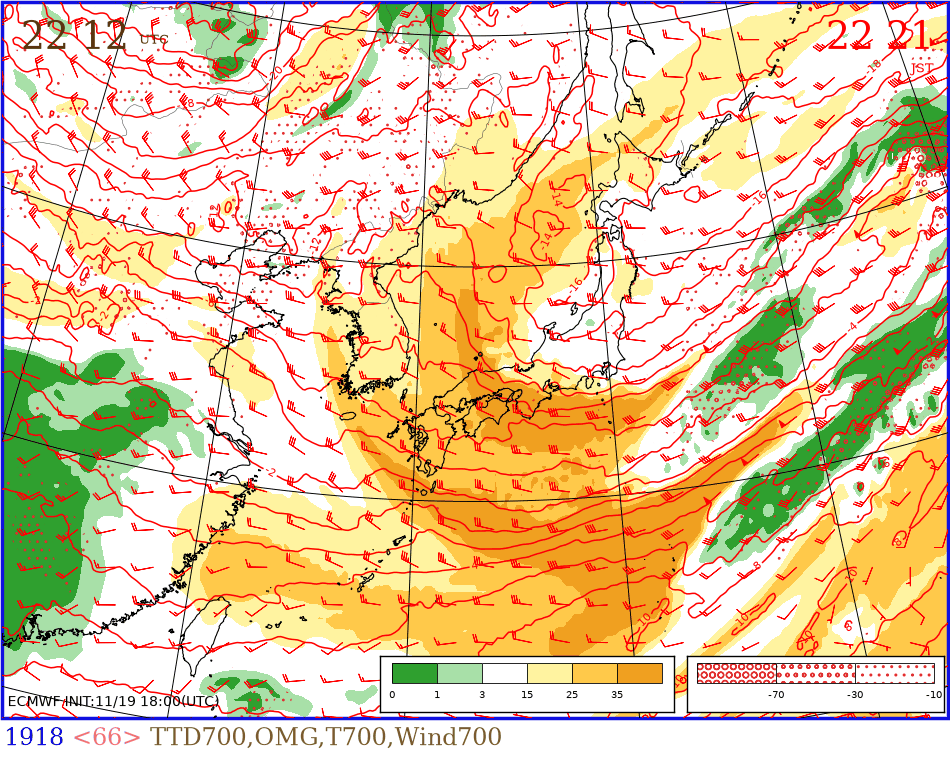 22 12 UTC
22 21
JST
ECMWF INIT:11/19 18:00(UTC)
0 1 3 15 25 35
-70 -30 -10
1918 <66> TTD700,OMG,T700,Wind700